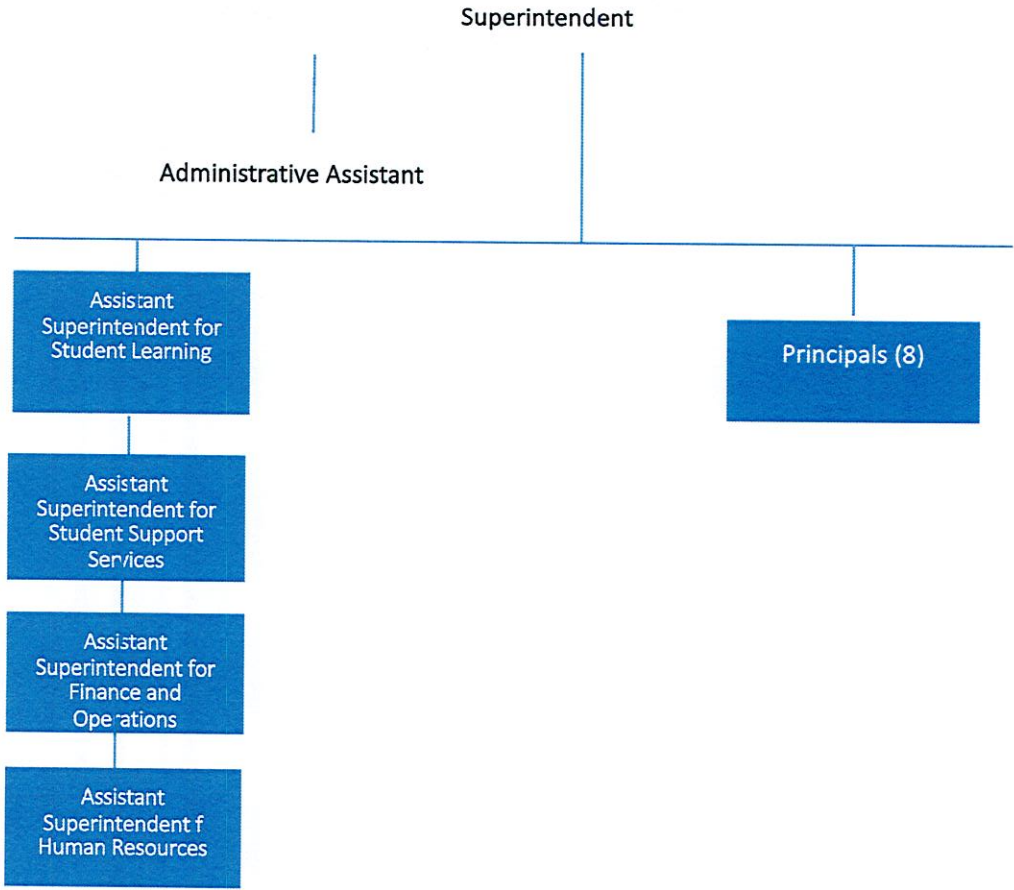 Superintendent
Administrative Assistant
Assistant
Superintendent for
Student Learning
Principals (8)
Assistant
Superintendent for
Student Support
Services
Assistant
Superintendent for
Finance and
Operations
Assistant
Superintendent f
Human Resources